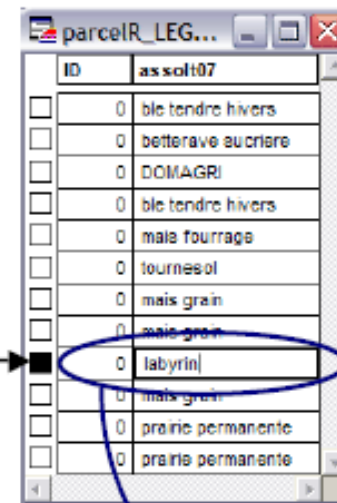 parcelR_LEG...
ID assolt07
0 ble tendre hivers
0 betterave sucriere
0 DOMAGRI
0 ble tendre hivers
0 mais fourrage
0 tournesol
0 mais grain
0 mais grain
0 labyrin
0 mais grain
0 prairie permanente
0 prairie permanente